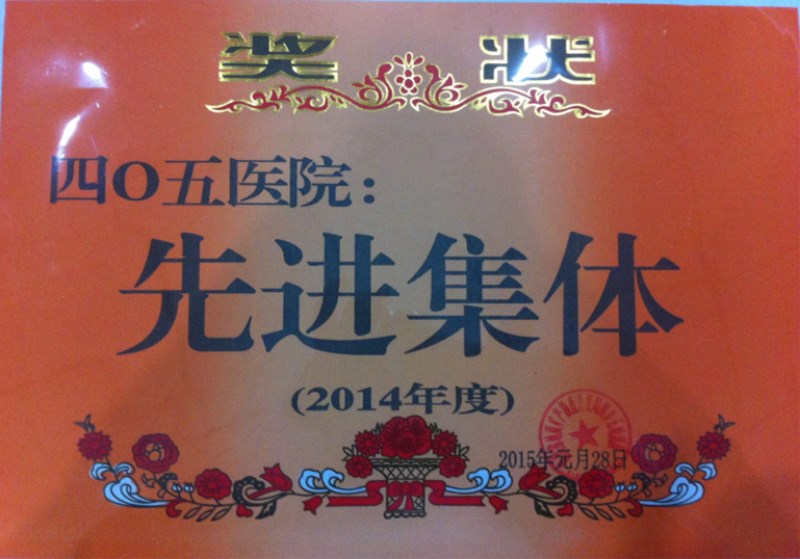 奖状
四O五医院：
先进集体
(2014年度)
2015年元月28日